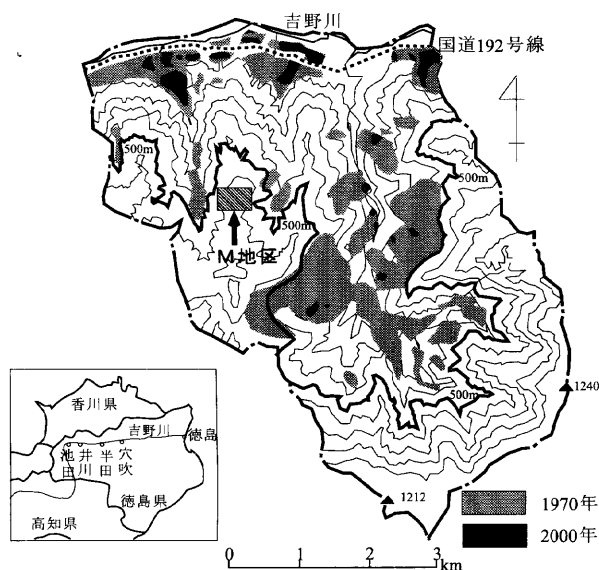 吉野川
国道192号線
500m
500m
500m
M地区
500m
1240
1212
香川県
吉野川
徳島
池田
井川
半田
穴吹
徳島県
高知県
1970年
2000年
0 1 2 3 km